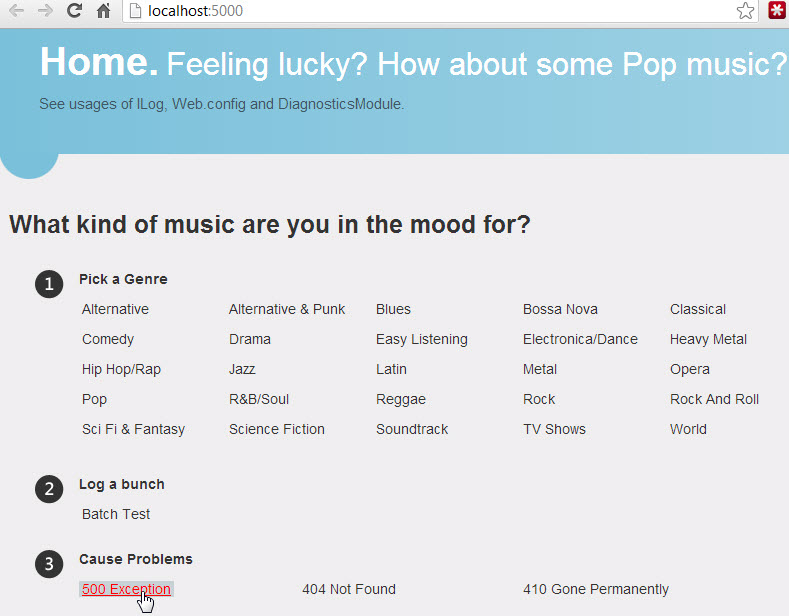 localhost:5000
Home. Feeling lucky? How about some Pop music?
See usages of ILog, Web.config and DiagnosticsModule.
What kind of music are you in the mood for?
1 Pick a Genre
Alternative Alternative & Punk Blues Bossa Nova Classical
Comedy Drama Easy Listening Electronica/Dance Heavy Metal
Hip Hop/Rap Jazz Latin Metal Opera
Pop R&B/Soul Reggae Rock Rock And Roll
Sci Fi & Fantasy Science Fiction Soundtrack TV Shows World
2 Log a bunch
Batch Test
3 Cause Problems
500 Exception 404 Not Found 410 Gone Permanently